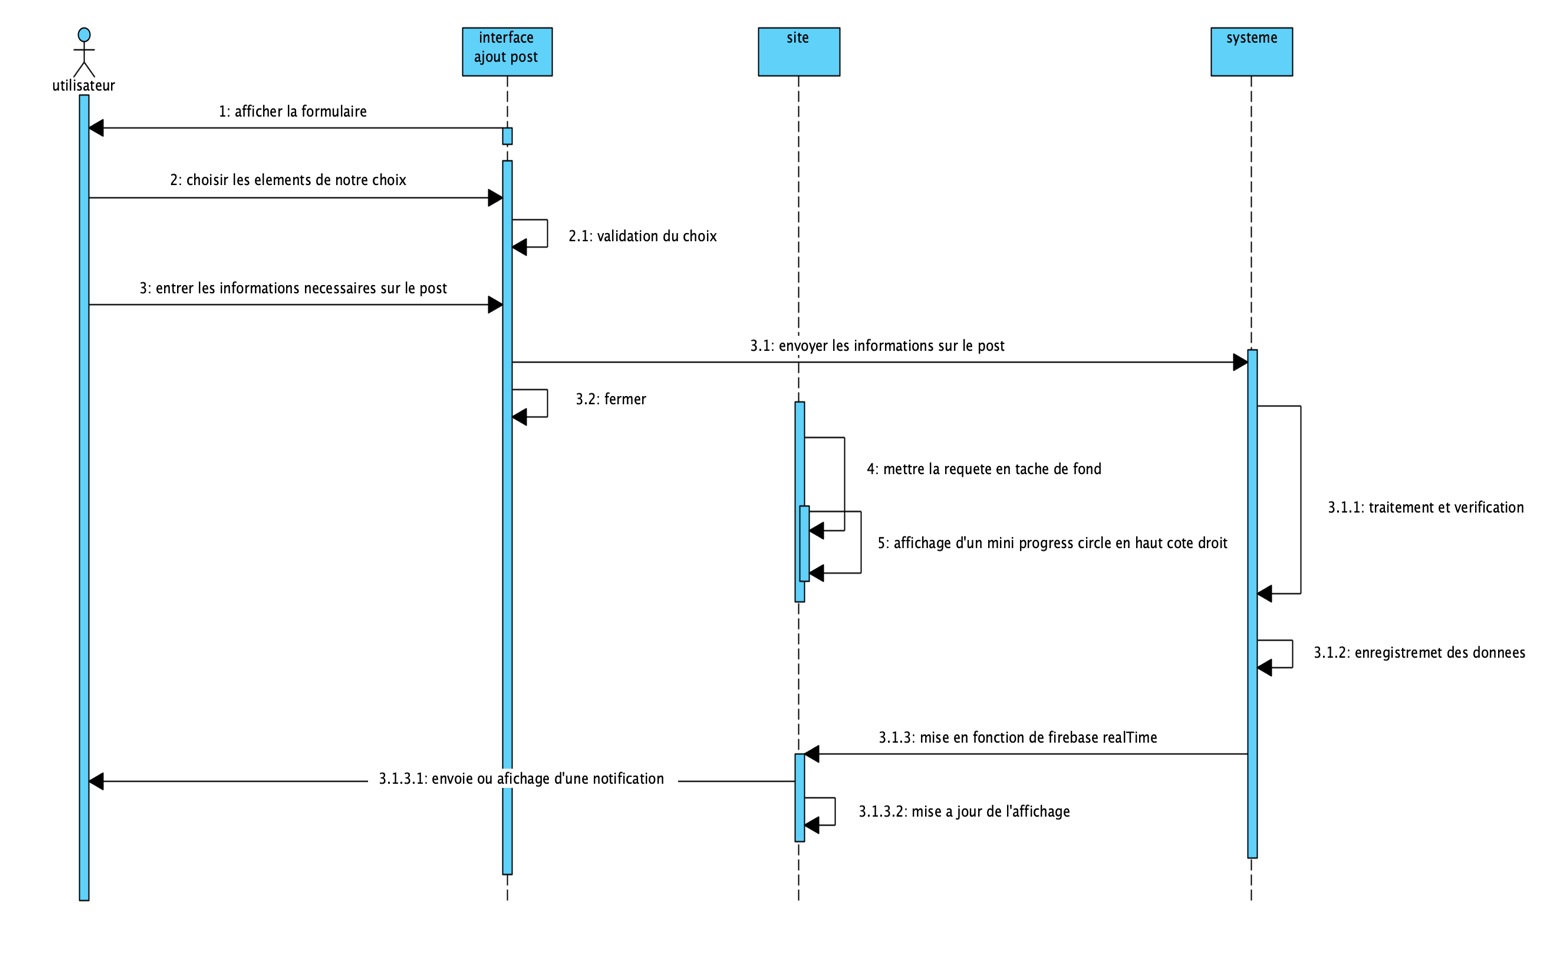 utilisateur
interface
ajout post
site
systeme
1: afficher la formulaire
2: choisir les elements de notre choix
2.1: validation du choix
3: entrer les informations necessaires sur le post
3.1: envoyer les informations sur le post
3.2: fermer
4: mettre la requete en tache de fond
3.1.1: traitement et verification
5: affichage d'un mini progress circle en haut cote droit
3.1.2: enregistremet des donnees
3.1.3: mise en fonction de firebase realTime
3.1.3.1: envoie ou afichage d'une notification
3.1.3.2: mise a jour de l'affichage